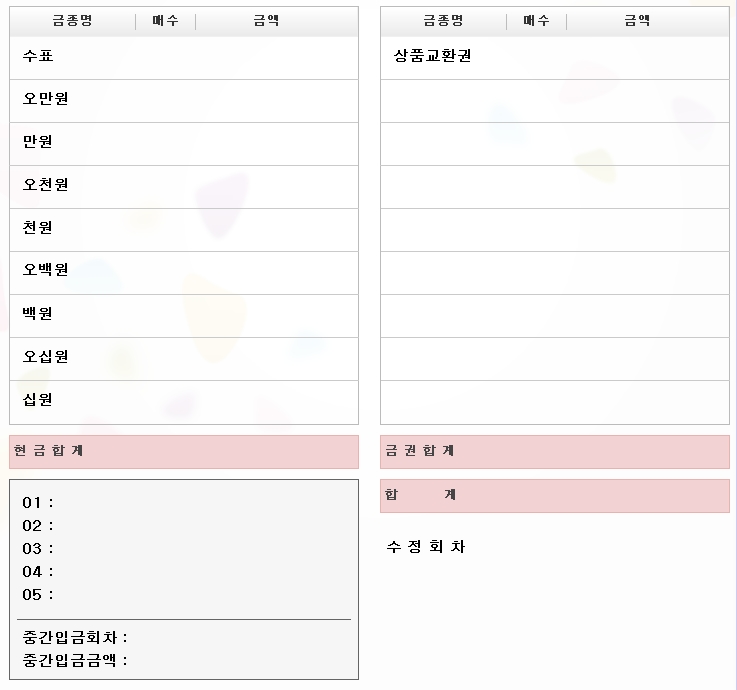 금종명 매수 금액
수표
오만원
만원
오천원
천원
오백원
백원
오십원
십원
현 금 합 계
01 :
02 :
03 :
04 :
05 :
중간입금회차 :
중간입금금액 :
금종명 매수 금액
상품교환권
금 권 합 계
합 계
수 정 회 차